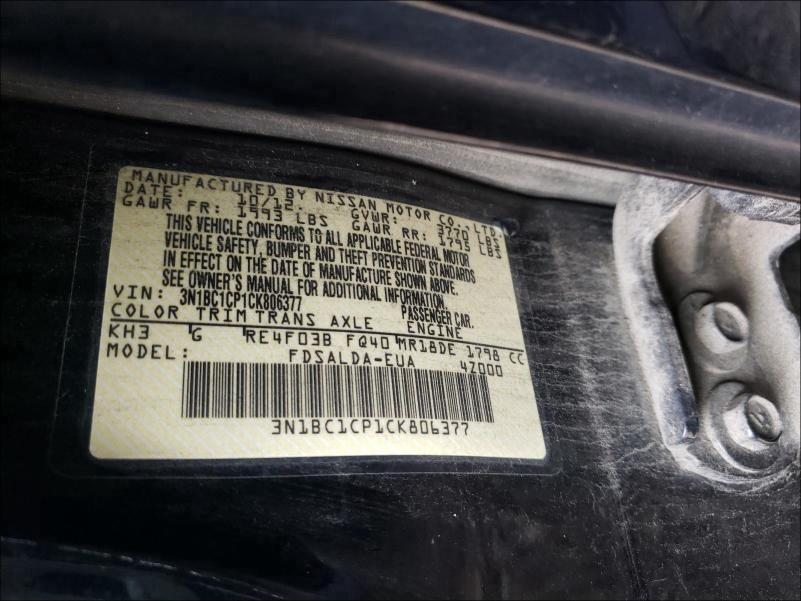 MANUFACTURED BY NISSAN MOTOR CO., LTD.
DATE: 10/12 GVWR: 3770 LBS
GAWR FR: 1993 LBS GAWR RR: 1795 LBS
THIS VEHICLE CONFORMS TO ALL APPLICABLE FEDERAL MOTOR
VEHICLE SAFETY, BUMPER AND THEFT PREVENTION STANDARDS
IN EFFECT ON THE DATE OF MANUFACTURE SHOWN ABOVE.
SEE OWNER'S MANUAL FOR ADDITIONAL INFORMATION.
VIN: 3N1BC1CP1CK806377 PASSENGER CAR.
COLOR TRIM TRANS AXLE ENGINE
KH3 G RE4F03B FQ40 MR18DE 1798 CC
MODEL: FDSALDA-EUA 4Z000
3N1BC1CP1CK806377